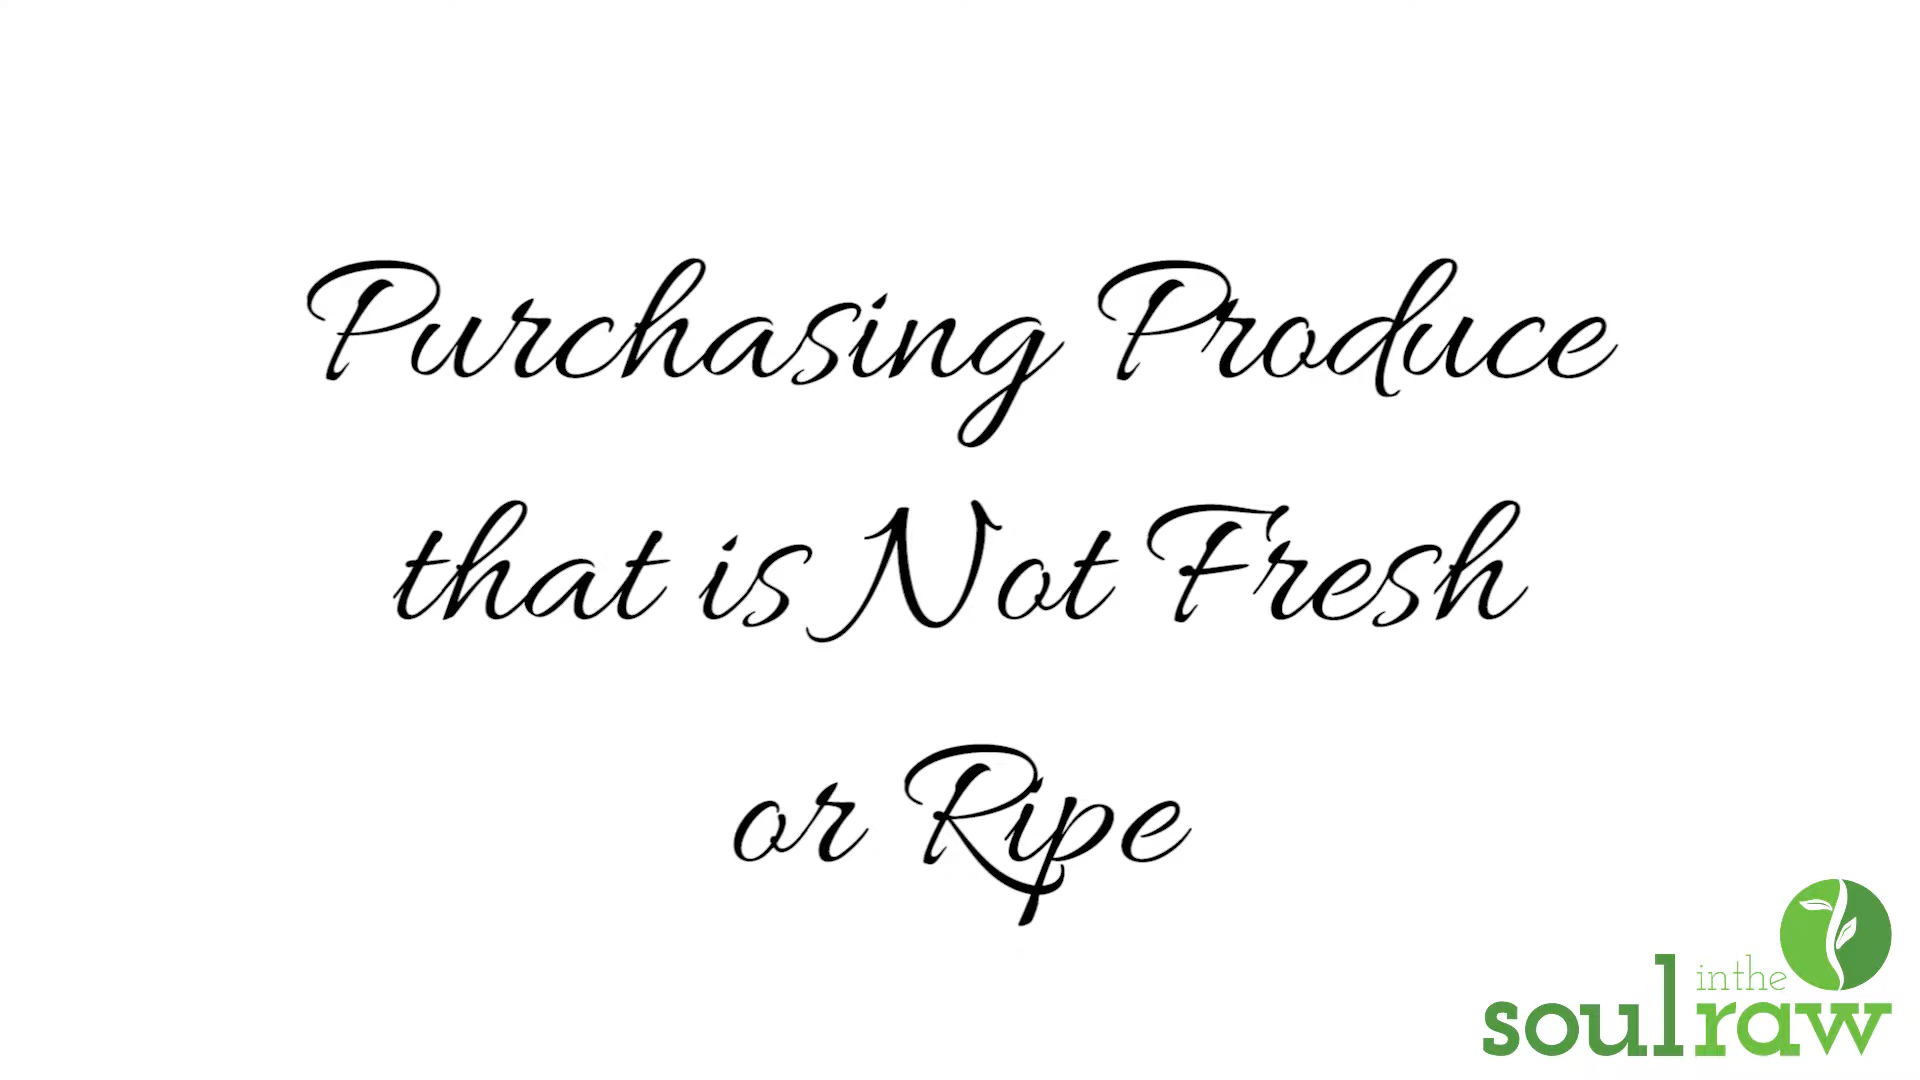 Purchasing Produce
that is Not Fresh
or Ripe
soul in the raw